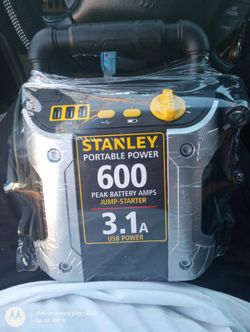 STANLEY
PORTABLE POWER
600
PEAK BATTERY AMPS
JUMP-STARTER
3.1A
USB POWER